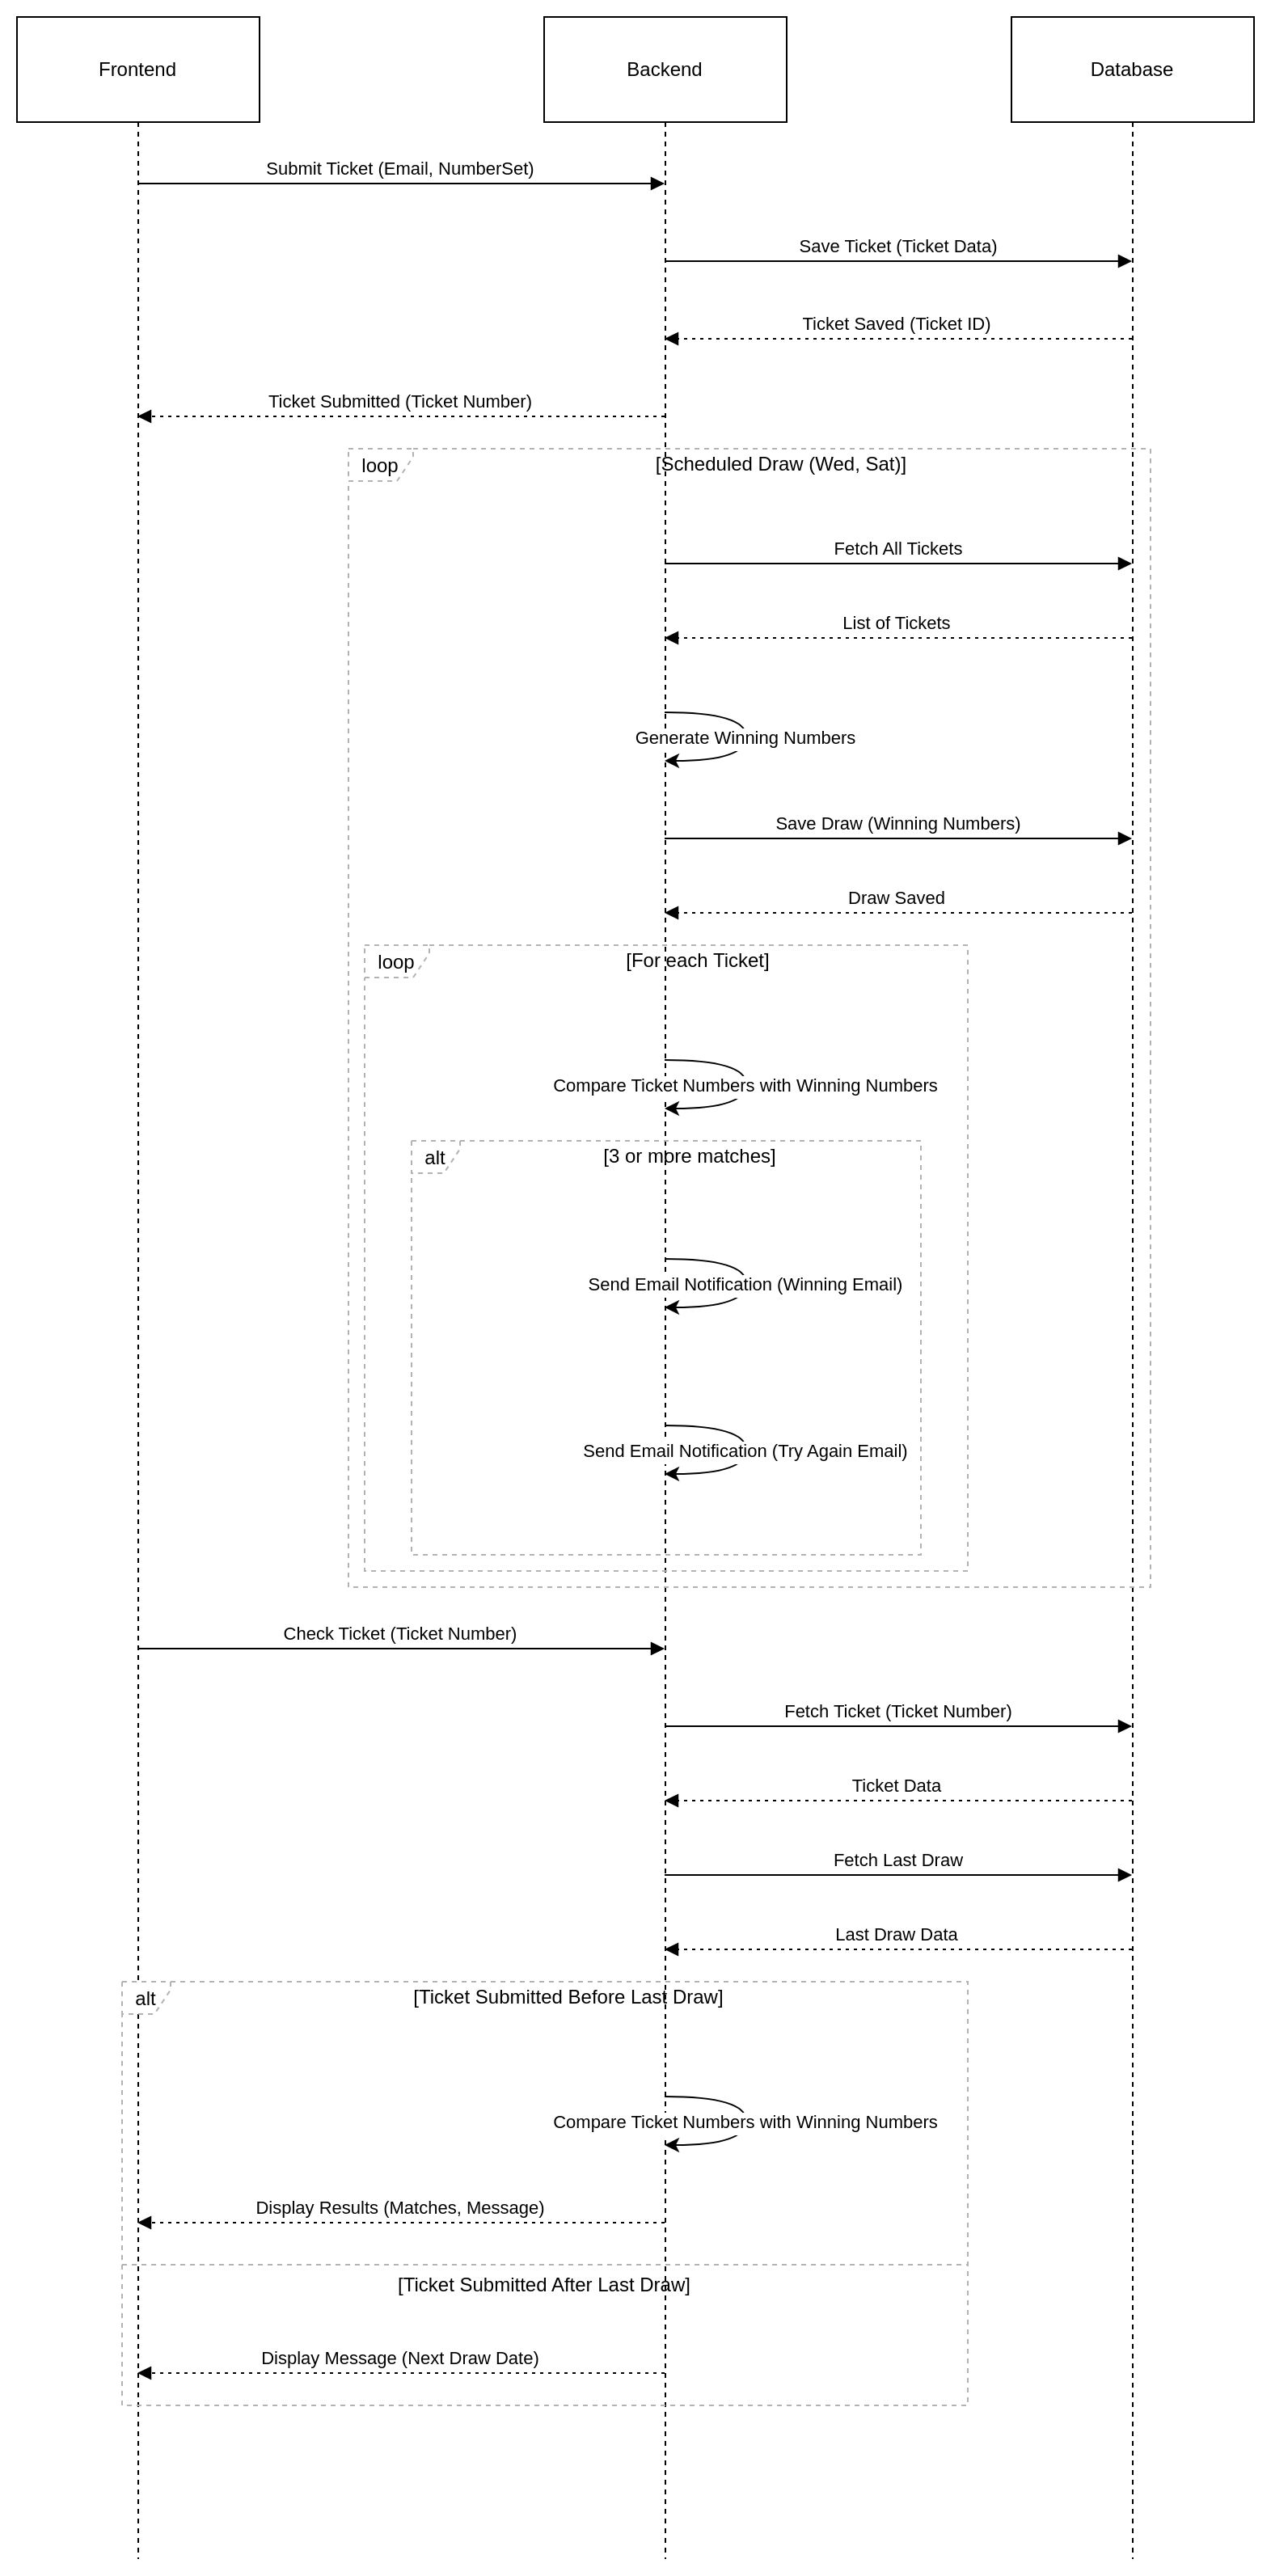 Frontend
Backend
Database
Submit Ticket (Email, NumberSet)
Save Ticket (Ticket Data)
Ticket Saved (Ticket ID)
Ticket Submitted (Ticket Number)
loop
[Scheduled Draw (Wed, Sat)]
Fetch All Tickets
List of Tickets
Generate Winning Numbers
Save Draw (Winning Numbers)
Draw Saved
loop
[For each Ticket]
Compare Ticket Numbers with Winning Numbers
alt
[3 or more matches]
Send Email Notification (Winning Email)
Send Email Notification (Try Again Email)
Check Ticket (Ticket Number)
Fetch Ticket (Ticket Number)
Ticket Data
Fetch Last Draw
Last Draw Data
alt
[Ticket Submitted Before Last Draw]
Compare Ticket Numbers with Winning Numbers
Display Results (Matches, Message)
[Ticket Submitted After Last Draw]
Display Message (Next Draw Date)